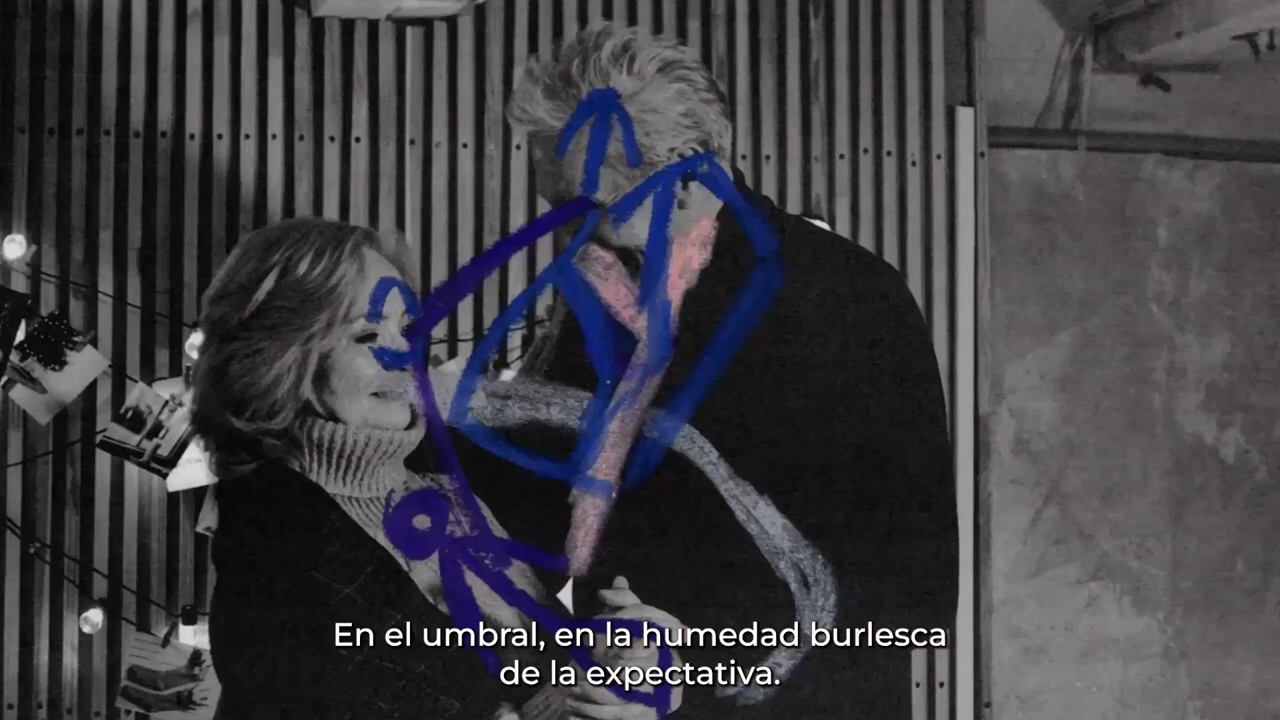 En el umbral, en la humedad burlesca
de la expectativa.